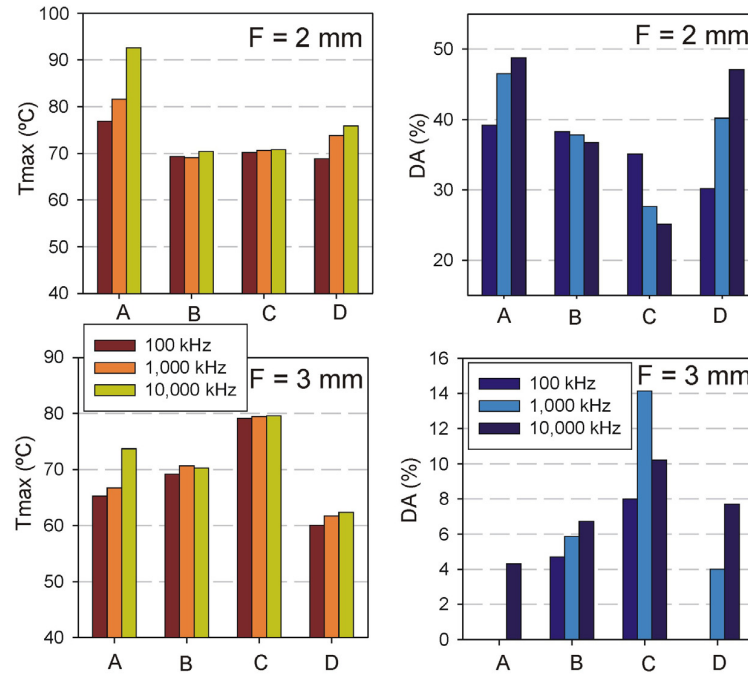 F = 2 mm
Tmax (ºC)
100
90
80
70
60
50
40
A B C D
F = 2 mm
DA (%)
50
40
30
20
A B C D
F = 3 mm
100 kHz
1,000 kHz
10,000 kHz
Tmax (ºC)
90
80
70
60
50
40
A B C D
F = 3 mm
100 kHz
1,000 kHz
10,000 kHz
DA (%)
16
14
12
10
8
6
4
2
0
A B C D